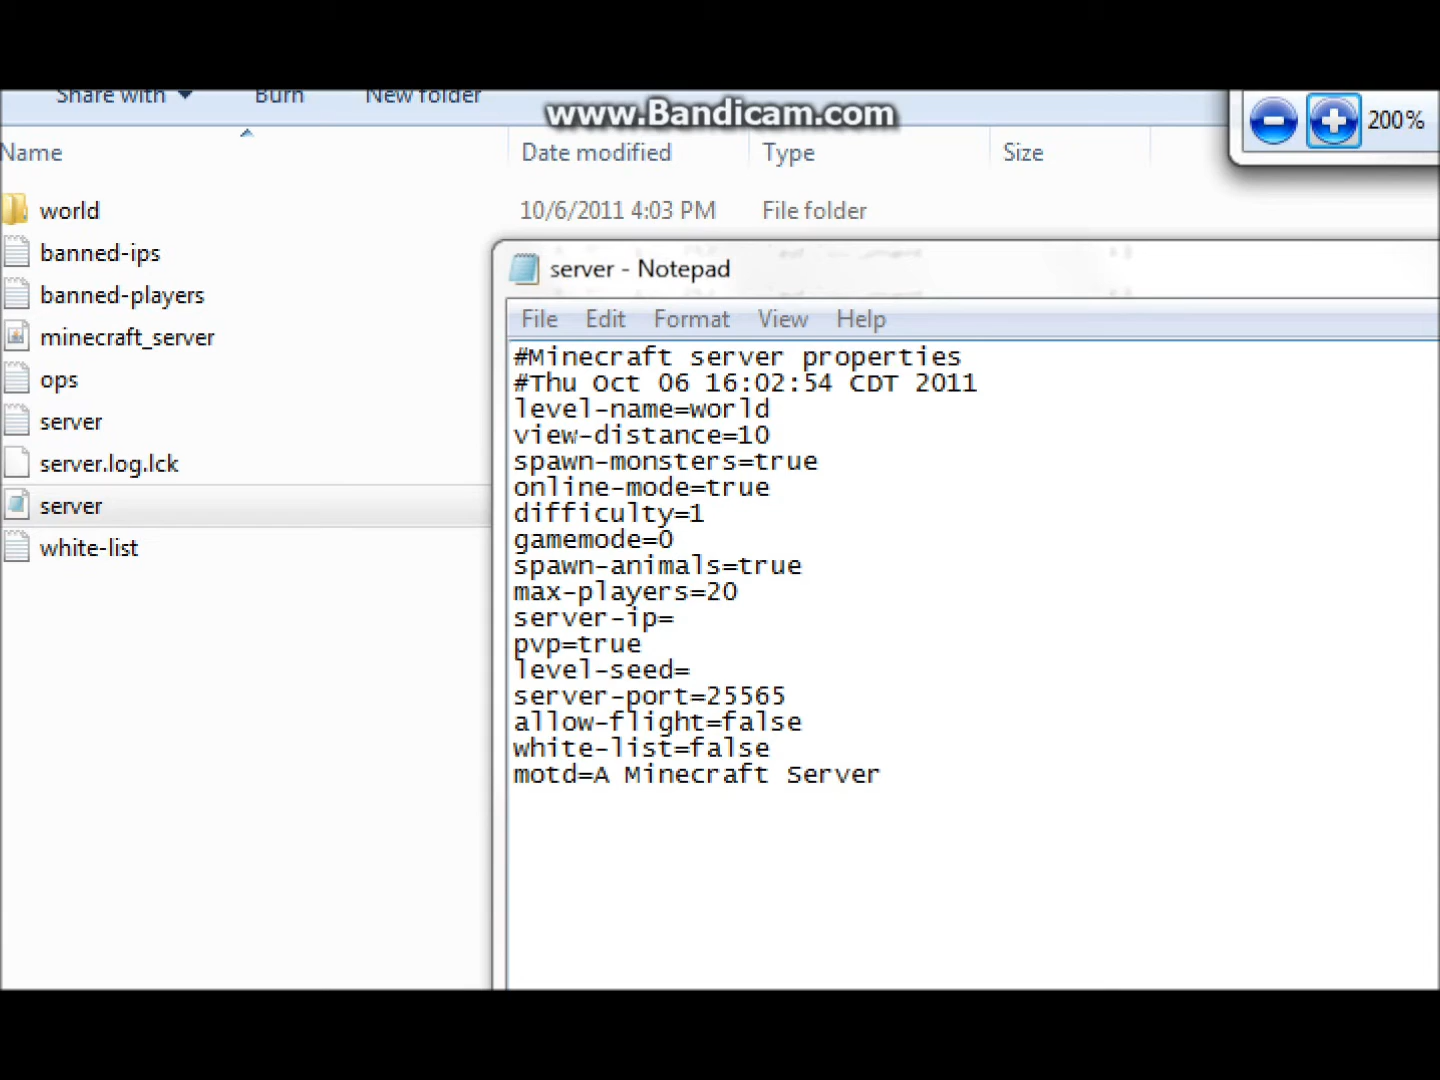 Share with
Burn
New folder
www.Bandicam.com
200%
Name
Date modified
Type
Size
world
10/6/2011 4:03 PM
File folder
banned-ips
banned-players
minecraft_server
ops
server
server.log.lck
server
white-list
server - Notepad
File Edit Format View Help
#Minecraft server properties
#Thu Oct 06 16:02:54 CDT 2011
level-name=world
view-distance=10
spawn-monsters=true
online-mode=true
difficulty=1
gamemode=0
spawn-animals=true
max-players=20
server-ip=
pvp=true
level-seed=
server-port=25565
allow-flight=false
white-list=false
motd=A Minecraft Server